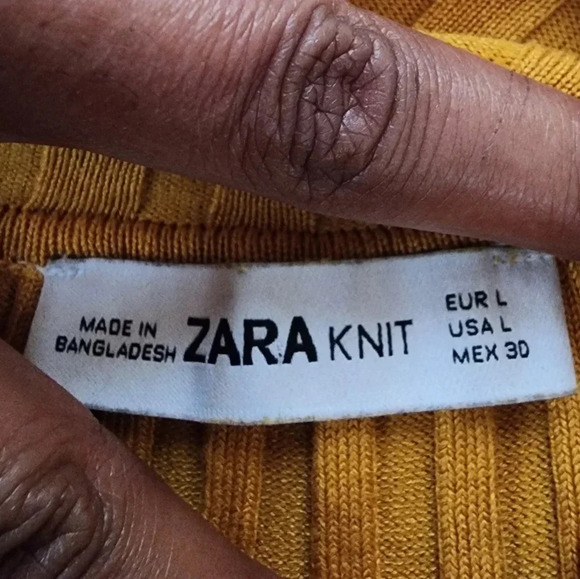 MADE IN
BANGLADESH
ZARA KNIT
EUR L
USA L
MEX 30